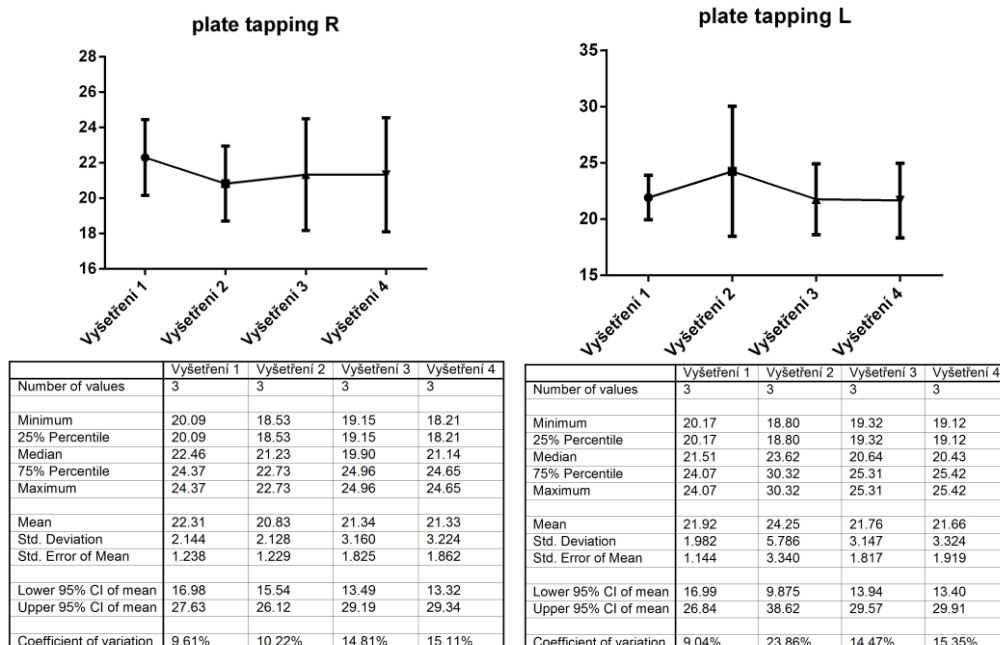 plate tapping R
28
26
24
22
20
18
16
Vyšetření 1
Vyšetření 2
Vyšetření 3
Vyšetření 4
Vyšetření 1 Vyšetření 2 Vyšetření 3 Vyšetření 4
Number of values 3 3 3 3
Minimum 20.09 18.53 19.15 18.21
25% Percentile 20.09 18.53 19.15 18.21
Median 22.46 21.23 19.90 21.14
75% Percentile 24.37 22.73 24.96 24.65
Maximum 24.37 22.73 24.96 24.65
Mean 22.31 20.83 21.34 21.33
Std. Deviation 2.144 2.128 3.160 3.224
Std. Error of Mean 1.238 1.229 1.825 1.862
Lower 95% CI of mean 16.98 15.54 13.49 13.32
Upper 95% CI of mean 27.63 26.12 29.19 29.34
Coefficient of variation 9.61% 10.22% 14.81% 15.11%
plate tapping L
35
30
25
20
15
Vyšetření 1
Vyšetření 2
Vyšetření 3
Vyšetření 4
Vyšetření 1 Vyšetření 2 Vyšetření 3 Vyšetření 4
Number of values 3 3 3 3
Minimum 20.17 18.80 19.32 19.12
25% Percentile 20.17 18.80 19.32 19.12
Median 21.51 23.62 20.64 20.43
75% Percentile 24.07 30.32 25.31 25.42
Maximum 24.07 30.32 25.31 25.42
Mean 21.92 24.25 21.76 21.66
Std. Deviation 1.982 5.786 3.147 3.324
Std. Error of Mean 1.144 3.340 1.817 1.919
Lower 95% CI of mean 16.99 9.875 13.94 13.40
Upper 95% CI of mean 26.84 38.62 29.57 29.91
Coefficient of variation 9.04% 23.86% 14.47% 15.35%